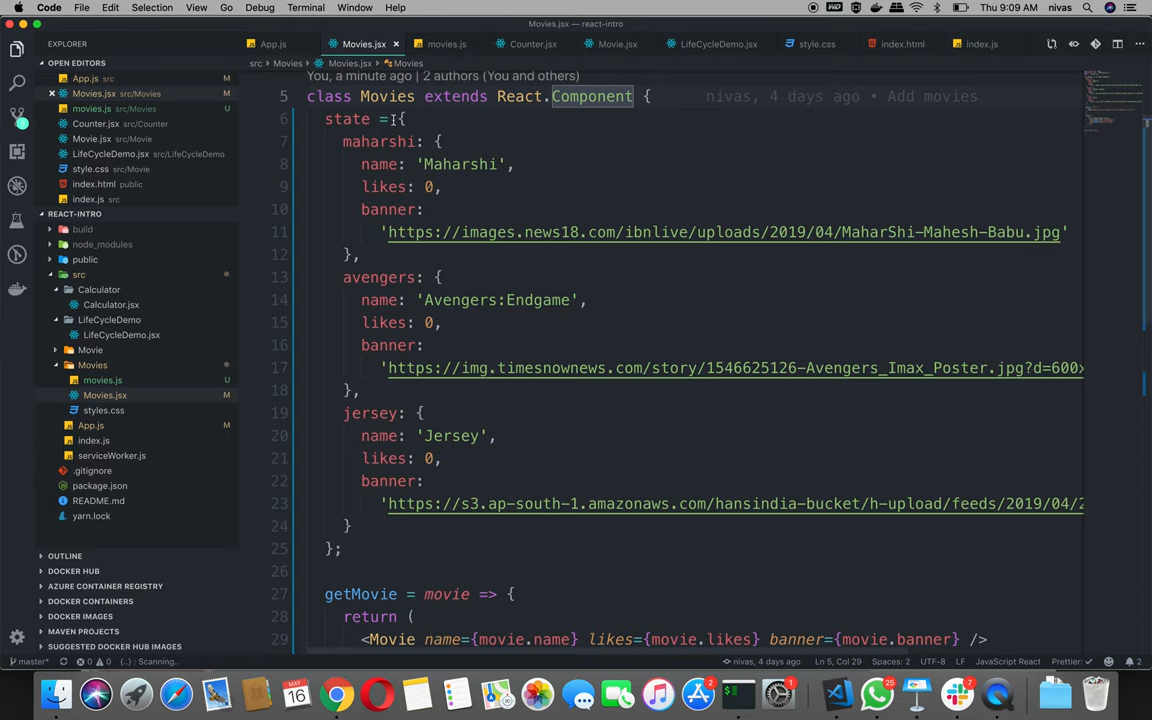 Code File Edit Selection View Go Debug Terminal Window Help Thu 9:09 AM nivas
Movies.jsx — react-intro
EXPLORER
App.js Movies.jsx × movies.js Counter.jsx Movie.jsx LifeCycleDemo.jsx style.css index.html index.js
OPEN EDITORS
src › Movies › Movies.jsx › Movies
App.js src M
Movies.jsx src/Movies M
movies.js src/Movies U
Counter.jsx src/Counter
Movie.jsx src/Movie M
LifeCycleDemo.jsx src/LifeCycleDemo
style.css src/Movie
index.html public
index.js src
REACT-INTRO
build
node_modules
public
src
Calculator
Calculator.jsx
LifeCycleDemo
LifeCycleDemo.jsx
Movie
Movies
movies.js U
Movies.jsx M
styles.css
App.js M
index.js
serviceWorker.js
.gitignore
package.json
README.md
yarn.lock
OUTLINE
DOCKER HUB
AZURE CONTAINER REGISTRY
DOCKER CONTAINERS
DOCKER IMAGES
MAVEN PROJECTS
SUGGESTED DOCKER HUB IMAGES
You, a minute ago | 2 authors (You and others)
5 class Movies extends React.Component { nivas, 4 days ago • Add movies
6 state = {
7 maharshi: {
8 name: 'Maharshi',
9 likes: 0,
10 banner:
11 'https://images.news18.com/ibnlive/uploads/2019/04/MaharShi-Mahesh-Babu.jpg'
12 },
13 avengers: {
14 name: 'Avengers:Endgame',
15 likes: 0,
16 banner:
17 'https://img.timesnownews.com/story/1546625126-Avengers_Imax_Poster.jpg?d=600x
18 },
19 jersey: {
20 name: 'Jersey',
21 likes: 0,
22 banner:
23 'https://s3.ap-south-1.amazonaws.com/hansindia-bucket/h-upload/feeds/2019/04/2
24 }
25 };
26
27 getMovie = movie => {
28 return (
29 <Movie name={movie.name} likes={movie.likes} banner={movie.banner} />
master* 0 0 {..} : Scanning.. nivas, 4 days ago Ln 5, Col 29 Spaces: 2 UTF-8 LF JavaScript React Prettier: ✓ 2
MAY
16
2
1
25
7